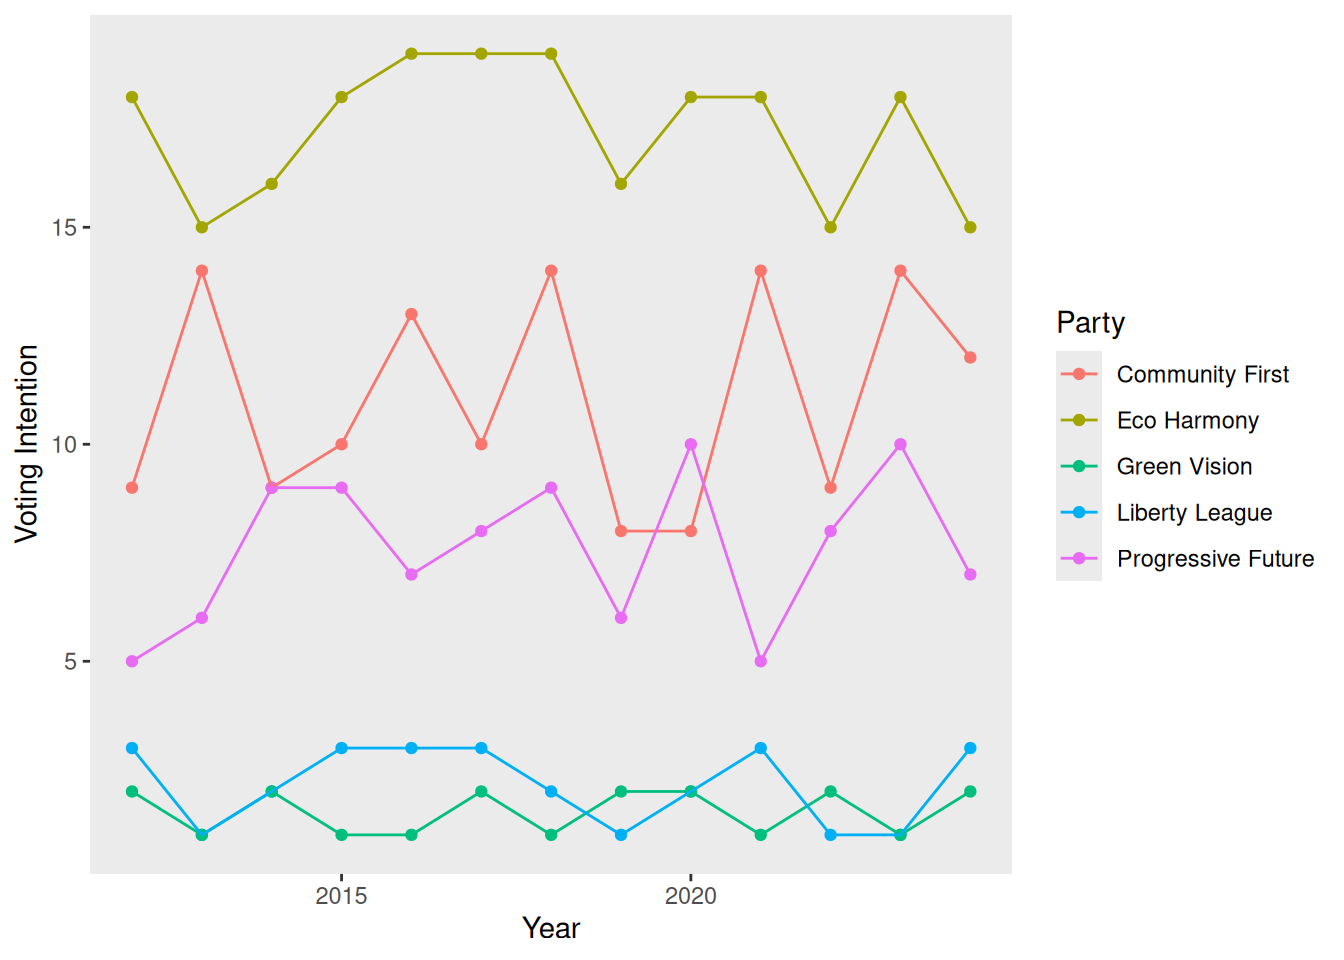 15
10
5
Voting Intention
2015
2020
Year
Party
Community First
Eco Harmony
Green Vision
Liberty League
Progressive Future